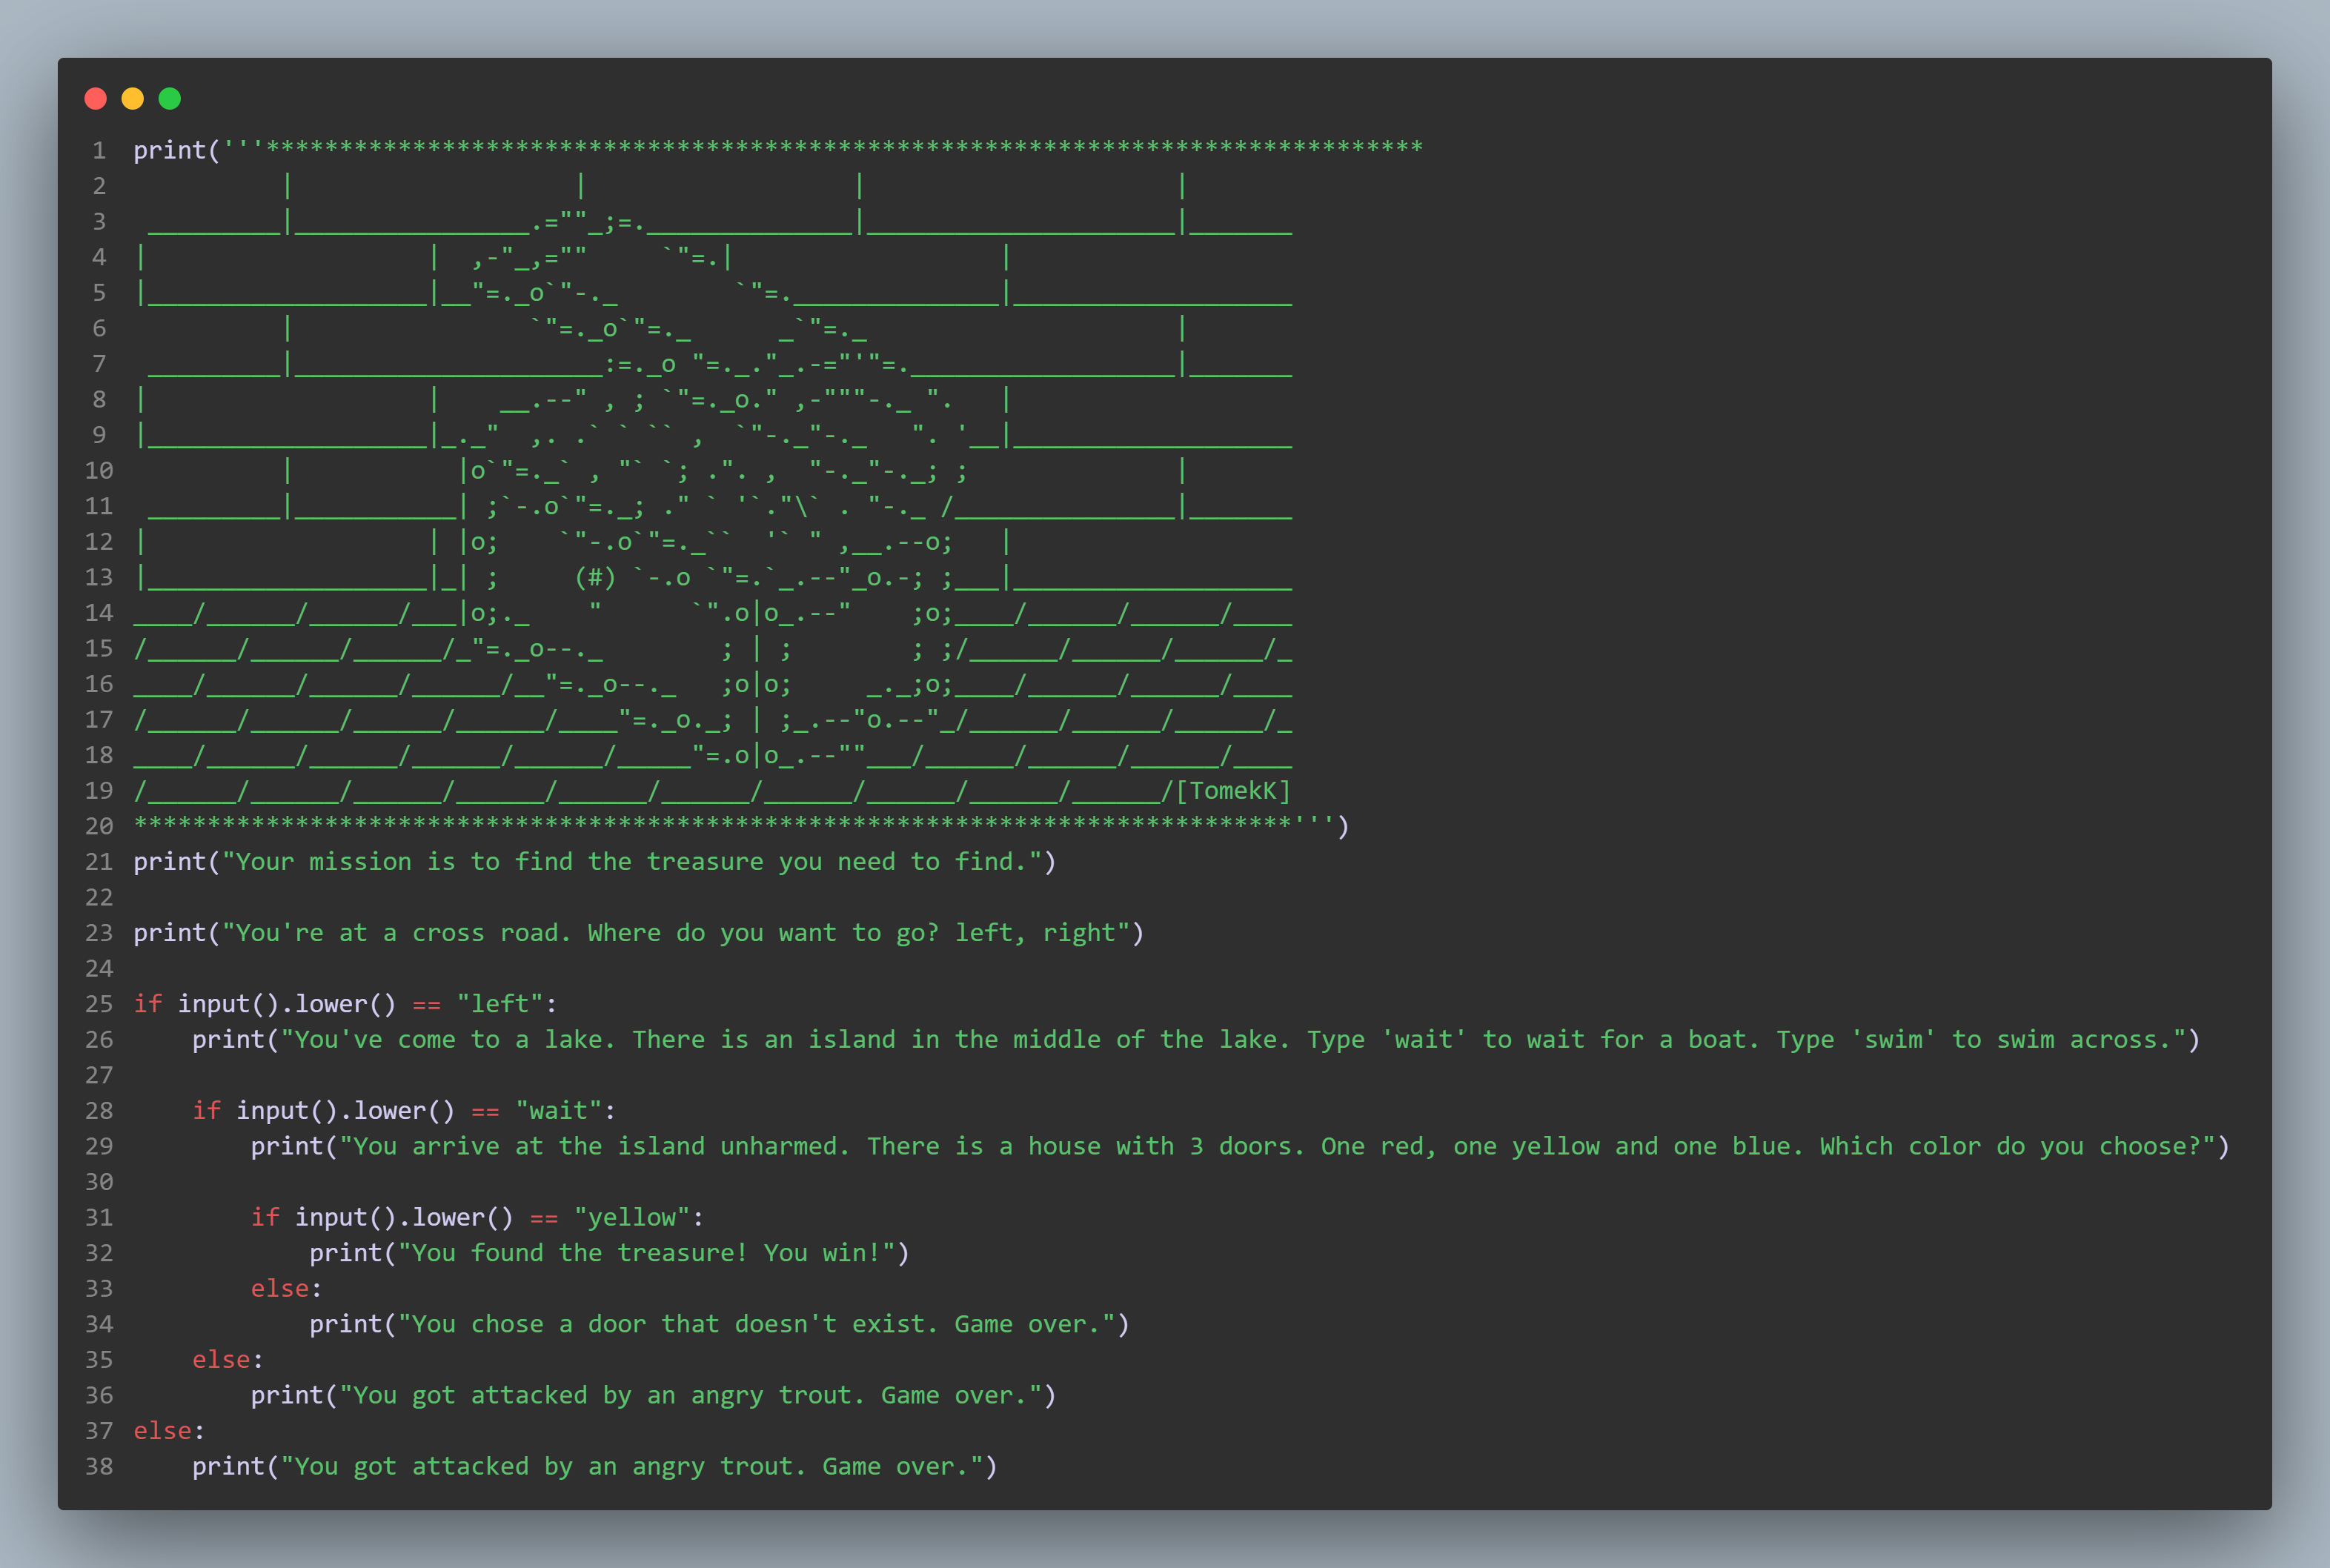 1 print('''*******************************************************************************
2           |                   |                  |                     |
3  _________|________________.=""_;=.______________|_____________________|_______
4 |                   |  ,-"_,=""     `"=.|                  |
5 |___________________|__"=._o`"-._        `"=.______________|___________________
6           |                `"=._o`"=._      _`"=._                     |
7  _________|_____________________:=._o "=._."_.-="'"=.__________________|_______
8 |                   |    __.--" , ; `"=._o." ,-"""-._ ".   |
9 |___________________|_._"  ,. .` ` `` ,  `"-._"-._   ". '__|___________________
10           |           |o`"=._` , "` `; .". ,  "-._"-._; ;              |
11  _________|___________| ;`-.o`"=._; ." ` '`."\` . "-._ /_______________|_______
12 |                   | |o;    `"-.o`"=._``  '` " ,__.--o;   |
13 |___________________|_| ;     (#) `-.o `"=.`_.--"_o.-; ;___|___________________
14 ____/______/______/___|o;._    "      `".o|o_.--"    ;o;____/______/______/____
15 /______/______/______/_"=._o--._        ; | ;        ; ;/______/______/______/_
16 ____/______/______/______/__"=._o--._   ;o|o;     _._;o;____/______/______/____
17 /______/______/______/______/____"=._o._; | ;_.--"o.--"_/______/______/______/_
18 ____/______/______/______/______/_____"=.o|o_.--""___/______/______/______/____
19 /______/______/______/______/______/______/______/______/______/______/[TomekK]
20 *******************************************************************************''')
21 print("Your mission is to find the treasure you need to find.")
22
23 print("You're at a cross road. Where do you want to go? left, right")
24
25 if input().lower() == "left":
26     print("You've come to a lake. There is an island in the middle of the lake. Type 'wait' to wait for a boat. Type 'swim' to swim across.")
27
28     if input().lower() == "wait":
29         print("You arrive at the island unharmed. There is a house with 3 doors. One red, one yellow and one blue. Which color do you choose?")
30
31         if input().lower() == "yellow":
32             print("You found the treasure! You win!")
33         else:
34             print("You chose a door that doesn't exist. Game over.")
35     else:
36         print("You got attacked by an angry trout. Game over.")
37 else:
38     print("You got attacked by an angry trout. Game over.")